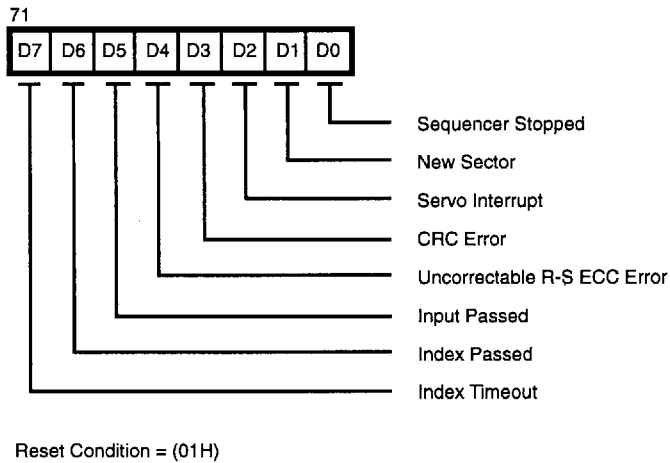 71
D7 D6 D5 D4 D3 D2 D1 D0
Sequencer Stopped
New Sector
Servo Interrupt
CRC Error
Uncorrectable R-S ECC Error
Input Passed
Index Passed
Index Timeout
Reset Condition = (01H)